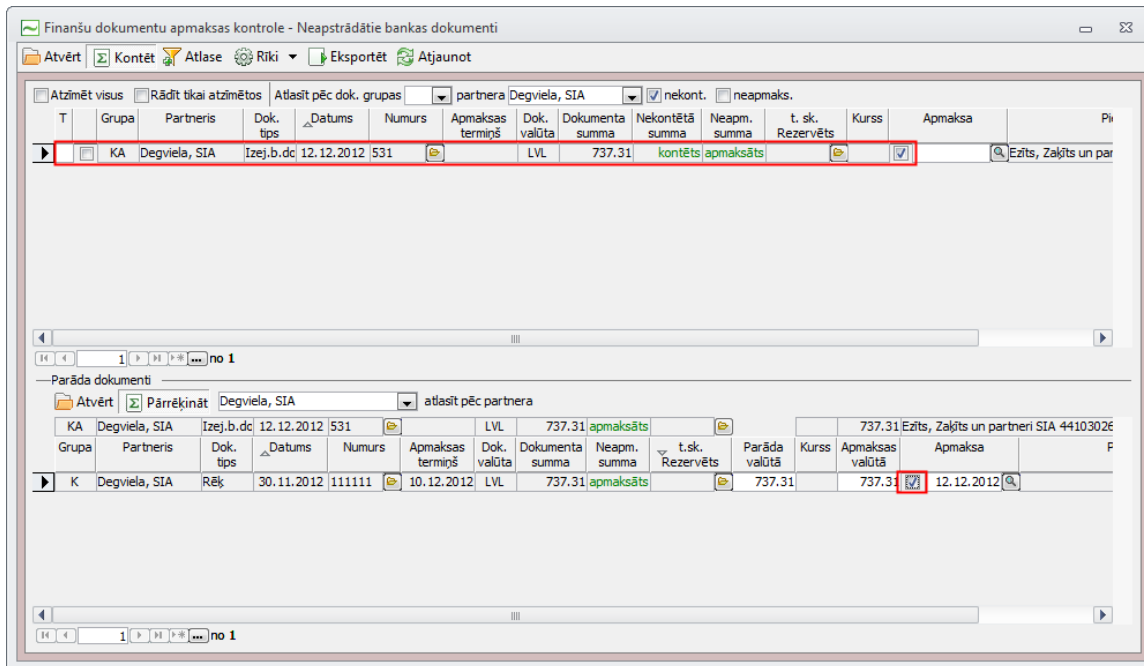 Finanšu dokumentu apmaksas kontrole - Neapstrādātie bankas dokumenti
Atvērt Σ Kontēt Atlase Rīki Eksportēt Atjaunot
Atzīmēt visus Rādīt tikai atzīmētos Atlasīt pēc dok. grupas partnera Degviela, SIA nekont. neapmaks.
T Grupa Partneris Dok. tips Datums Numurs Apmaksas termiņš Dok. valūta Dokumenta summa Nekontētā summa Neapm. summa t. sk. Rezervēts Kurss Apmaksa Pi
KA Degviela, SIA Izej.b.dc 12.12.2012 531 LVL 737.31 kontēts apmaksāts Ezīts, Zaķīts un par
1 no 1
Parāda dokumenti
Atvērt Σ Pārrēķināt Degviela, SIA atlasīt pēc partnera
KA Degviela, SIA Izej.b.dc 12.12.2012 531 LVL 737.31 apmaksāts 737.31 Ezīts, Zaķīts un partneri SIA 44103026
Grupa Partneris Dok. tips Datums Numurs Apmaksas termiņš Dok. valūta Dokumenta summa Neapm. summa t.sk. Rezervēts Parāda valūtā Kurss Apmaksas valūtā Apmaksa P
K Degviela, SIA Rēķ 30.11.2012 111111 10.12.2012 LVL 737.31 apmaksāts 737.31 737.31 12.12.2012
1 no 1